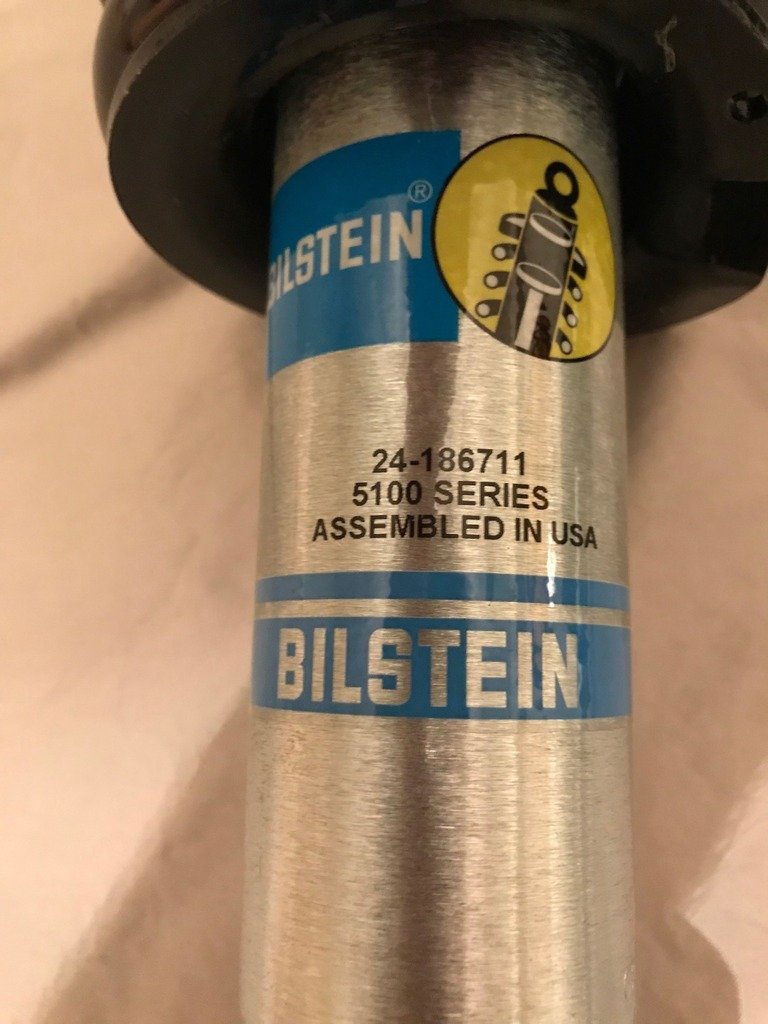 BILSTEIN®
24-186711
5100 SERIES
ASSEMBLED IN USA
BILSTEIN